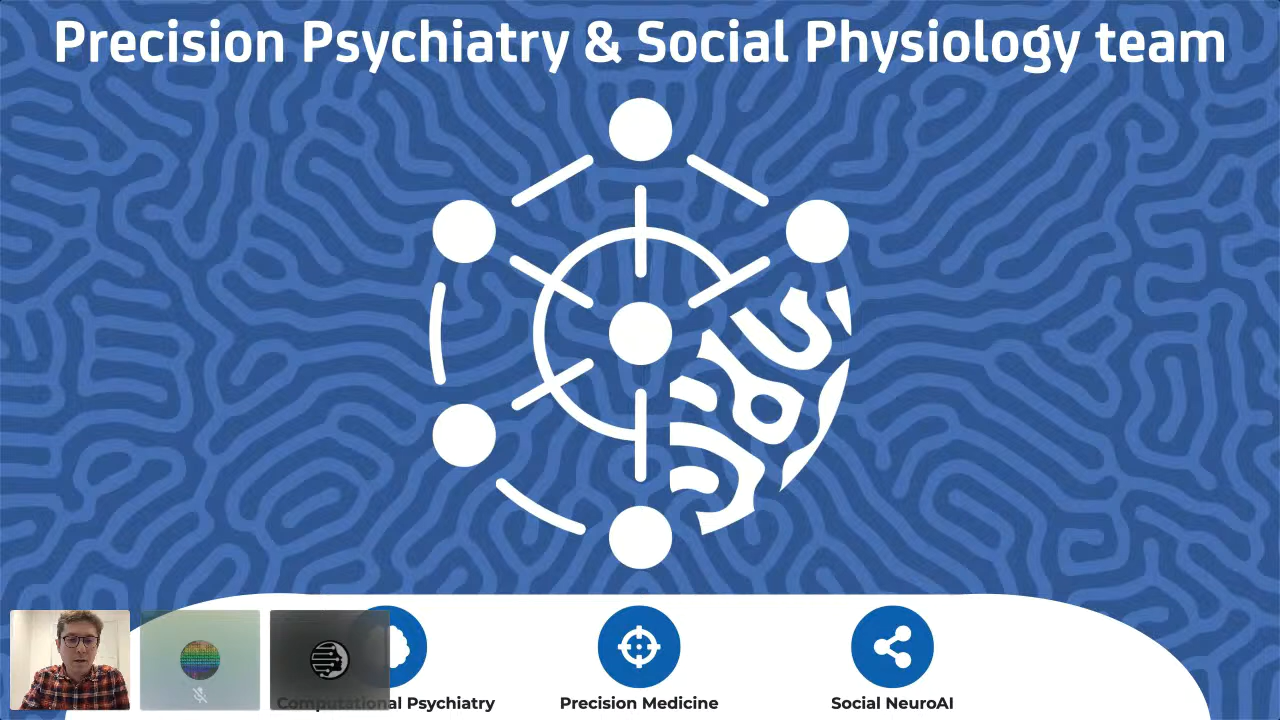 Precision Psychiatry & Social Physiology team
Computational Psychiatry
Precision Medicine
Social NeuroAI